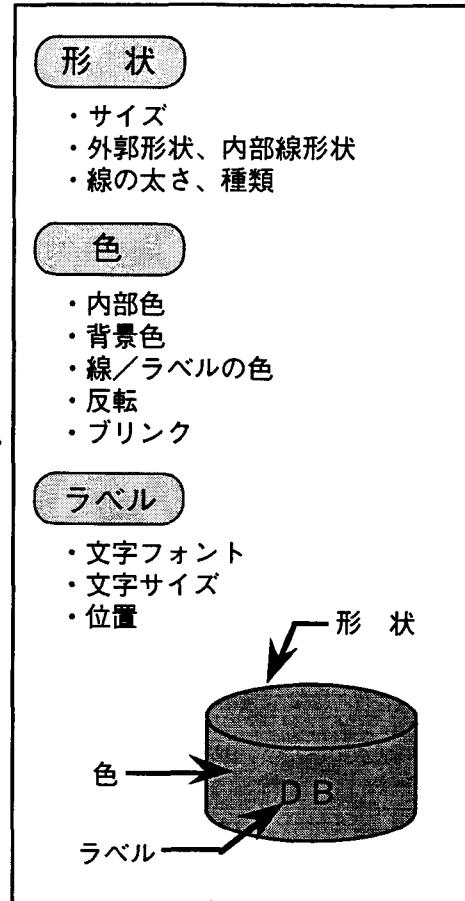 形 状
・サイズ
・外郭形状、内部線形状
・線の太さ、種類
色
・内部色
・背景色
・線／ラベルの色
・反転
・ブリンク
ラベル
・文字フォント
・文字サイズ
・位置
形 状
色
DB
ラベル